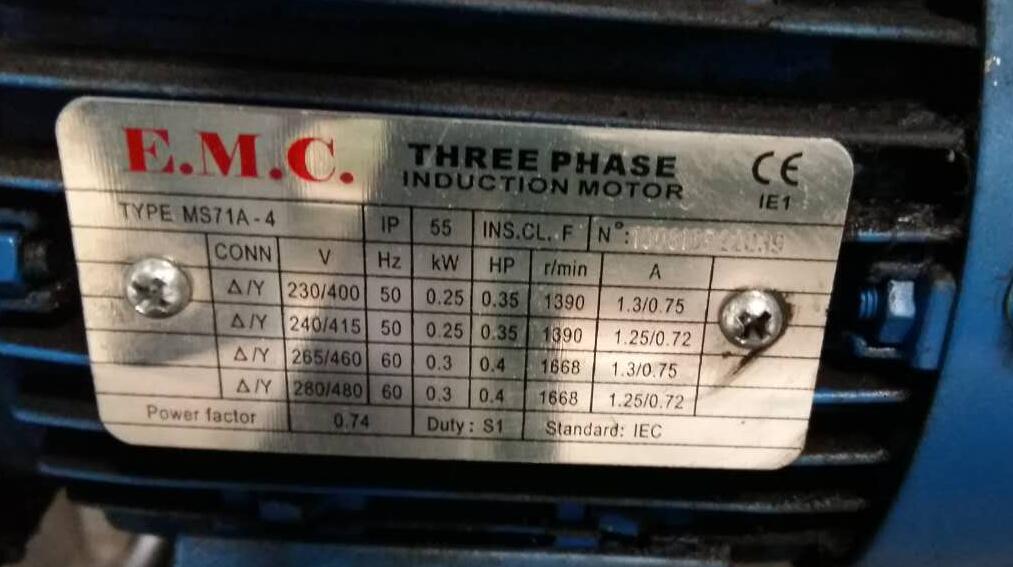 E.M.C. THREE PHASE CE
INDUCTION MOTOR IE1
TYPE MS71A-4 IP 55 INS.CL. F N°:
CONN V Hz kW HP r/min A
Δ/Y 230/400 50 0.25 0.35 1390 1.3/0.75
Δ/Y 240/415 50 0.25 0.35 1390 1.25/0.72
Δ/Y 265/460 60 0.3 0.4 1668 1.3/0.75
Δ/Y 280/480 60 0.3 0.4 1668 1.25/0.72
Power factor 0.74 Duty: S1 Standard: IEC